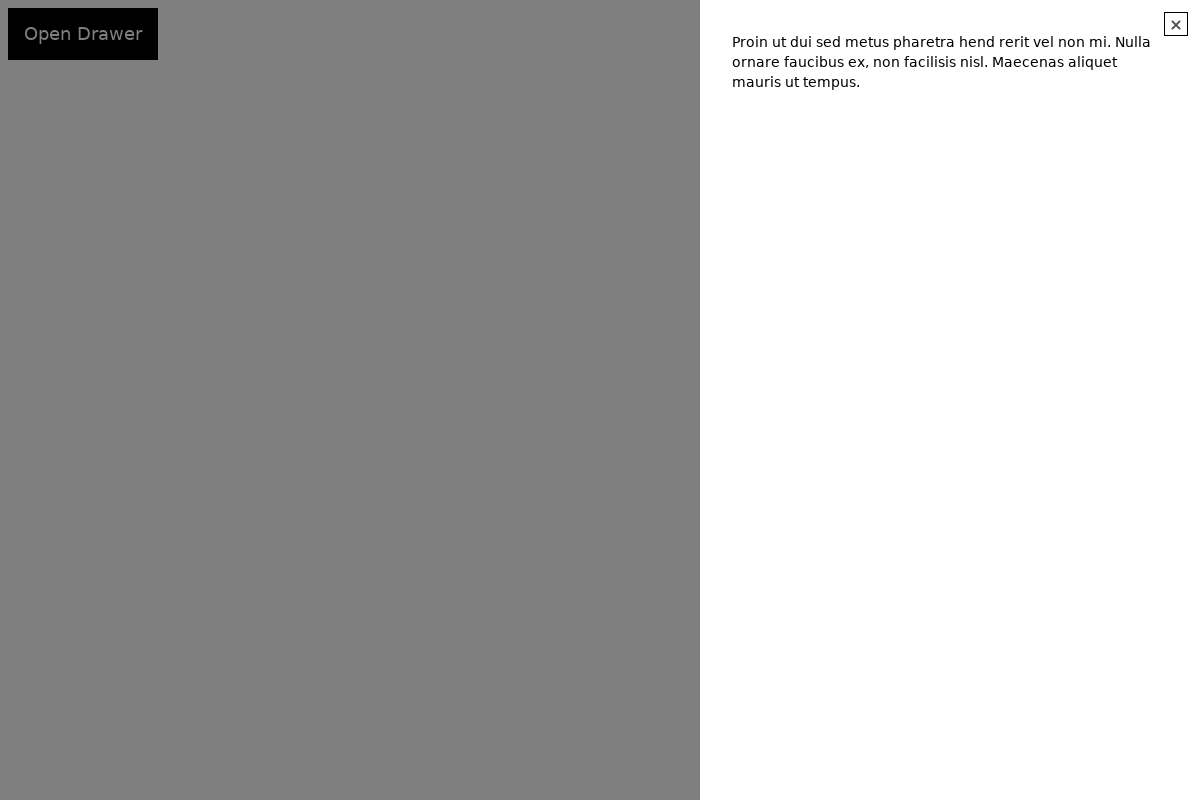 Open Drawer
×
Proin ut dui sed metus pharetra hend rerit vel non mi. Nulla
ornare faucibus ex, non facilisis nisl. Maecenas aliquet
mauris ut tempus.